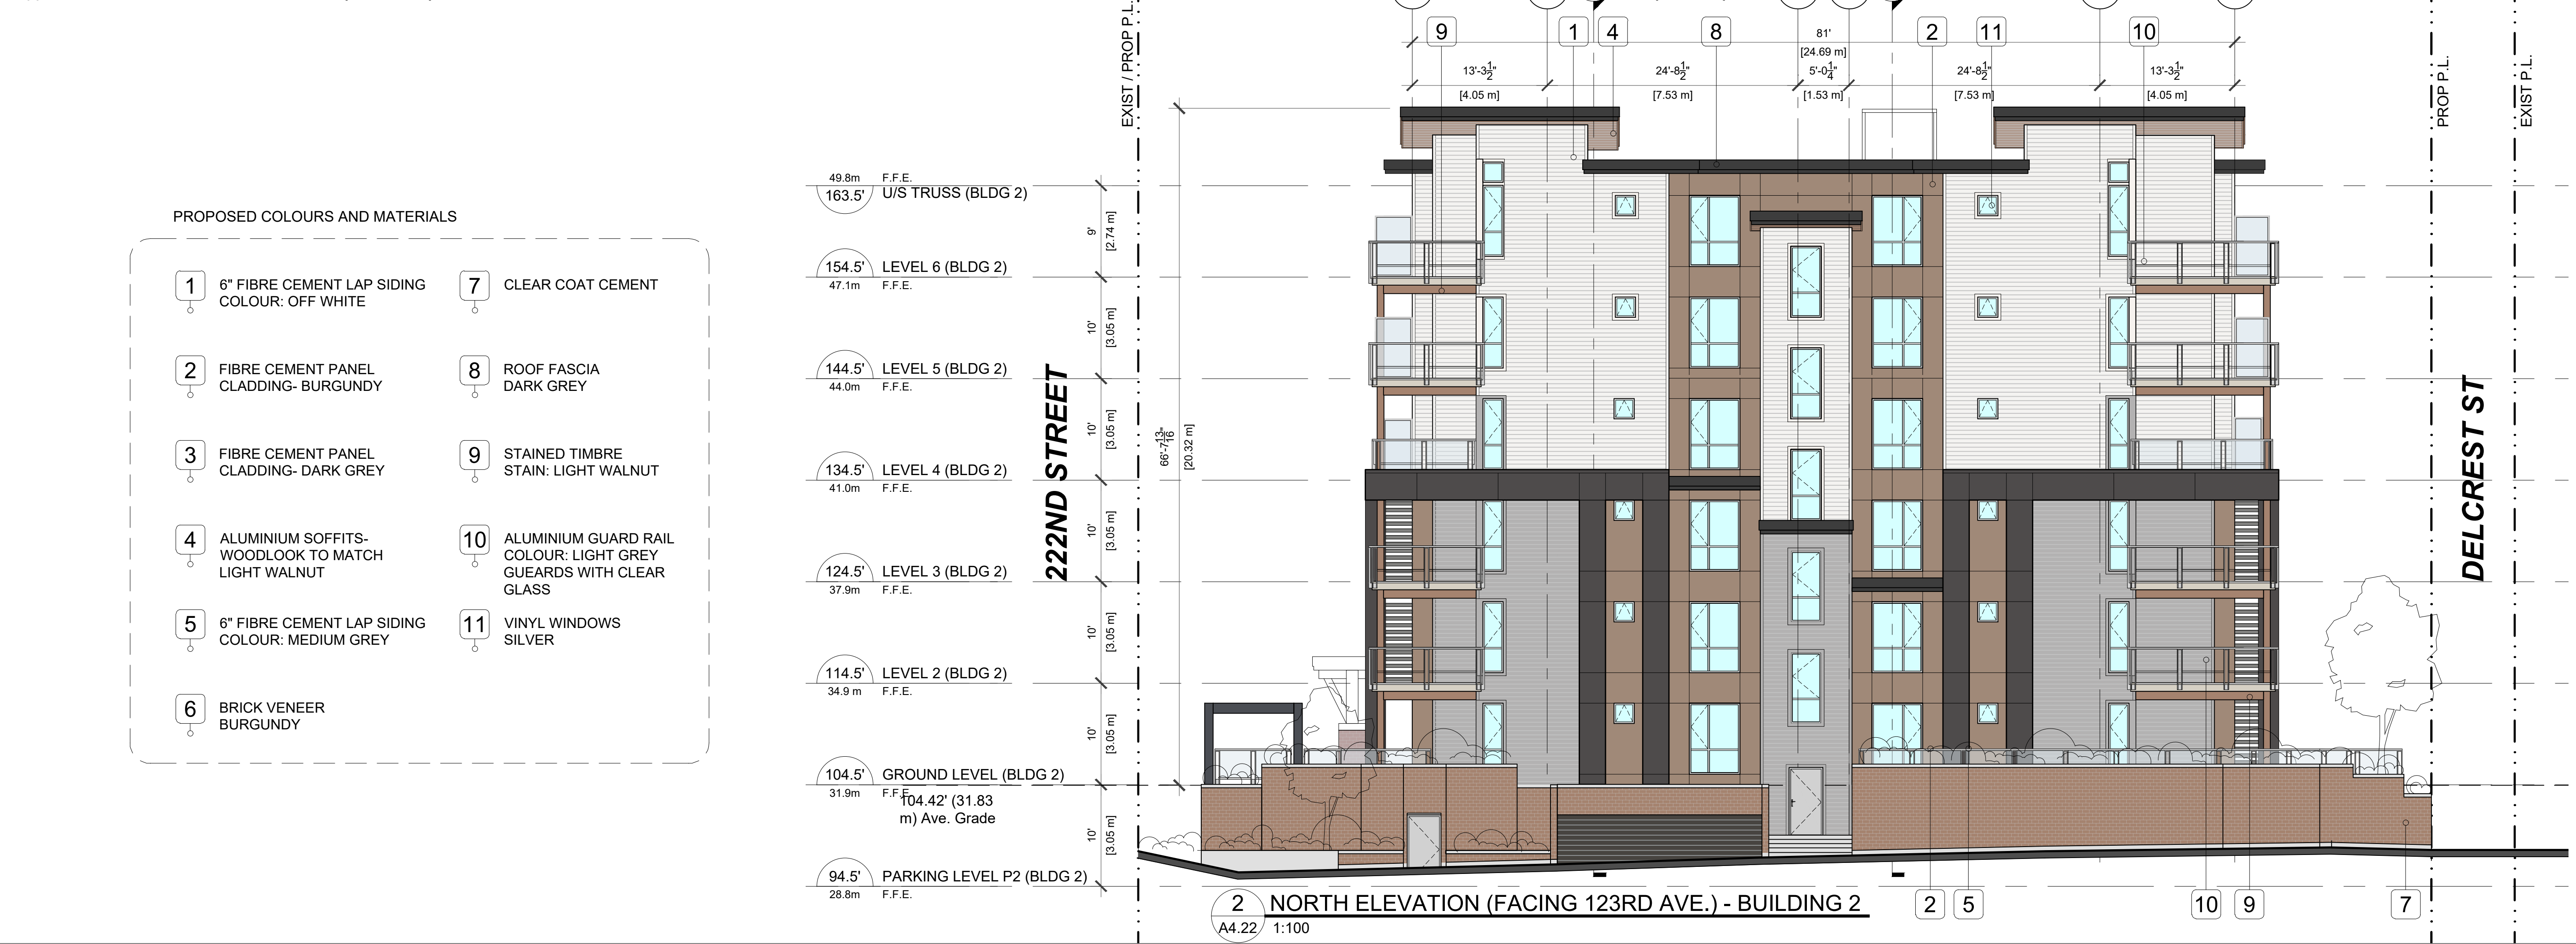 EXIST / PROP P.L.
9
1
4
8
2
11
10
81'
[24.69 m]
13'-3 1/2"
24'-8 1/2"
5'-0 1/4"
24'-8 1/2"
13'-3 1/2"
[4.05 m]
[7.53 m]
[1.53 m]
[7.53 m]
[4.05 m]
PROP P.L.
EXIST P.L.
PROPOSED COLOURS AND MATERIALS
1
6" FIBRE CEMENT LAP SIDING
COLOUR: OFF WHITE
2
FIBRE CEMENT PANEL
CLADDING- BURGUNDY
3
FIBRE CEMENT PANEL
CLADDING- DARK GREY
4
ALUMINIUM SOFFITS-
WOODLOOK TO MATCH
LIGHT WALNUT
5
6" FIBRE CEMENT LAP SIDING
COLOUR: MEDIUM GREY
6
BRICK VENEER
BURGUNDY
7
CLEAR COAT CEMENT
8
ROOF FASCIA
DARK GREY
9
STAINED TIMBRE
STAIN: LIGHT WALNUT
10
ALUMINIUM GUARD RAIL
COLOUR: LIGHT GREY
GUEARDS WITH CLEAR
GLASS
11
VINYL WINDOWS
SILVER
49.8m F.F.E.
163.5' U/S TRUSS (BLDG 2)
9'
[2.74 m]
154.5' LEVEL 6 (BLDG 2)
47.1m F.F.E.
10'
[3.05 m]
144.5' LEVEL 5 (BLDG 2)
44.0m F.F.E.
10'
[3.05 m]
134.5' LEVEL 4 (BLDG 2)
41.0m F.F.E.
10'
[3.05 m]
124.5' LEVEL 3 (BLDG 2)
37.9m F.F.E.
10'
[3.05 m]
114.5' LEVEL 2 (BLDG 2)
34.9 m F.F.E.
10'
[3.05 m]
104.5' GROUND LEVEL (BLDG 2)
31.9m F.F.E.
104.42' (31.83
m) Ave. Grade
10'
[3.05 m]
94.5' PARKING LEVEL P2 (BLDG 2)
28.8m F.F.E.
222ND STREET
66'-7 13/16"
[20.32 m]
DELCREST ST
2
5
10
9
7
2 NORTH ELEVATION (FACING 123RD AVE.) - BUILDING 2
A4.22 1:100